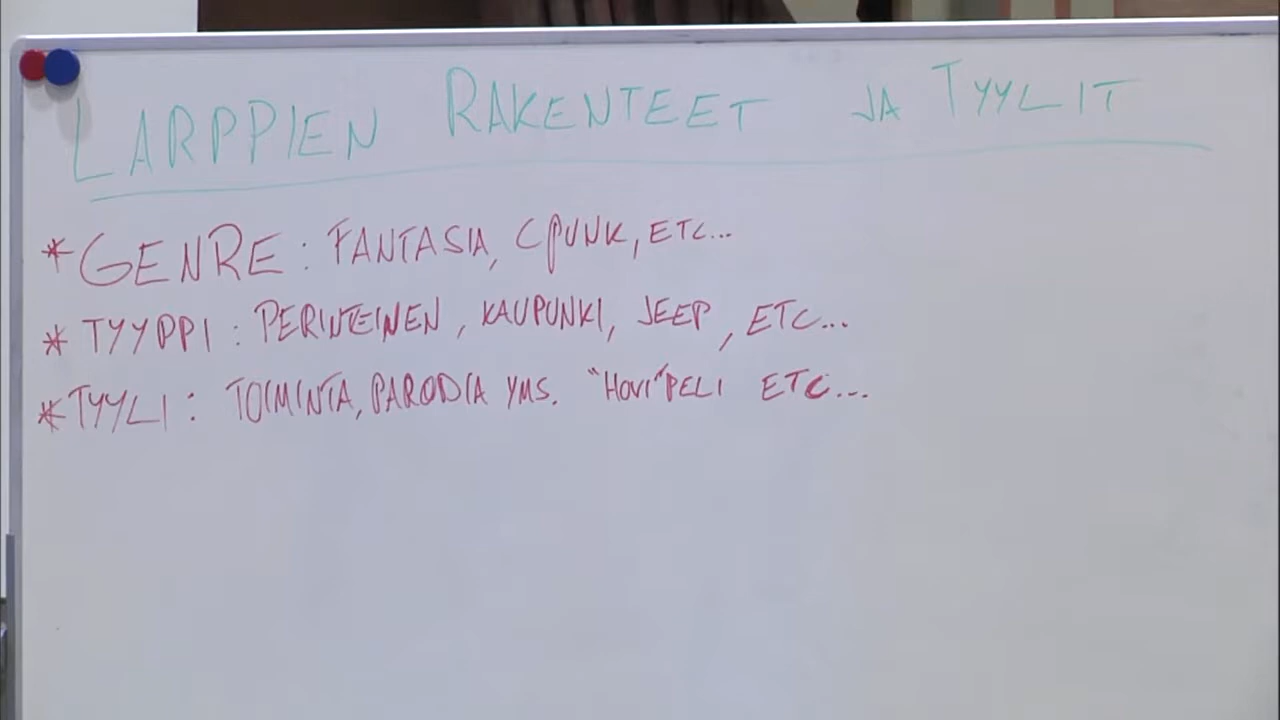 LARPPIEN RAKENTEET JA TYYLIT
* GENRE: FANTASIA, CPUNK, ETC...
* TYYPPI: PERINTEINEN, KAUPUNKI, JEEP, ETC...
* TYYLI: TOIMINTA, PARODIA YMS. "HOVI"PELI ETC...